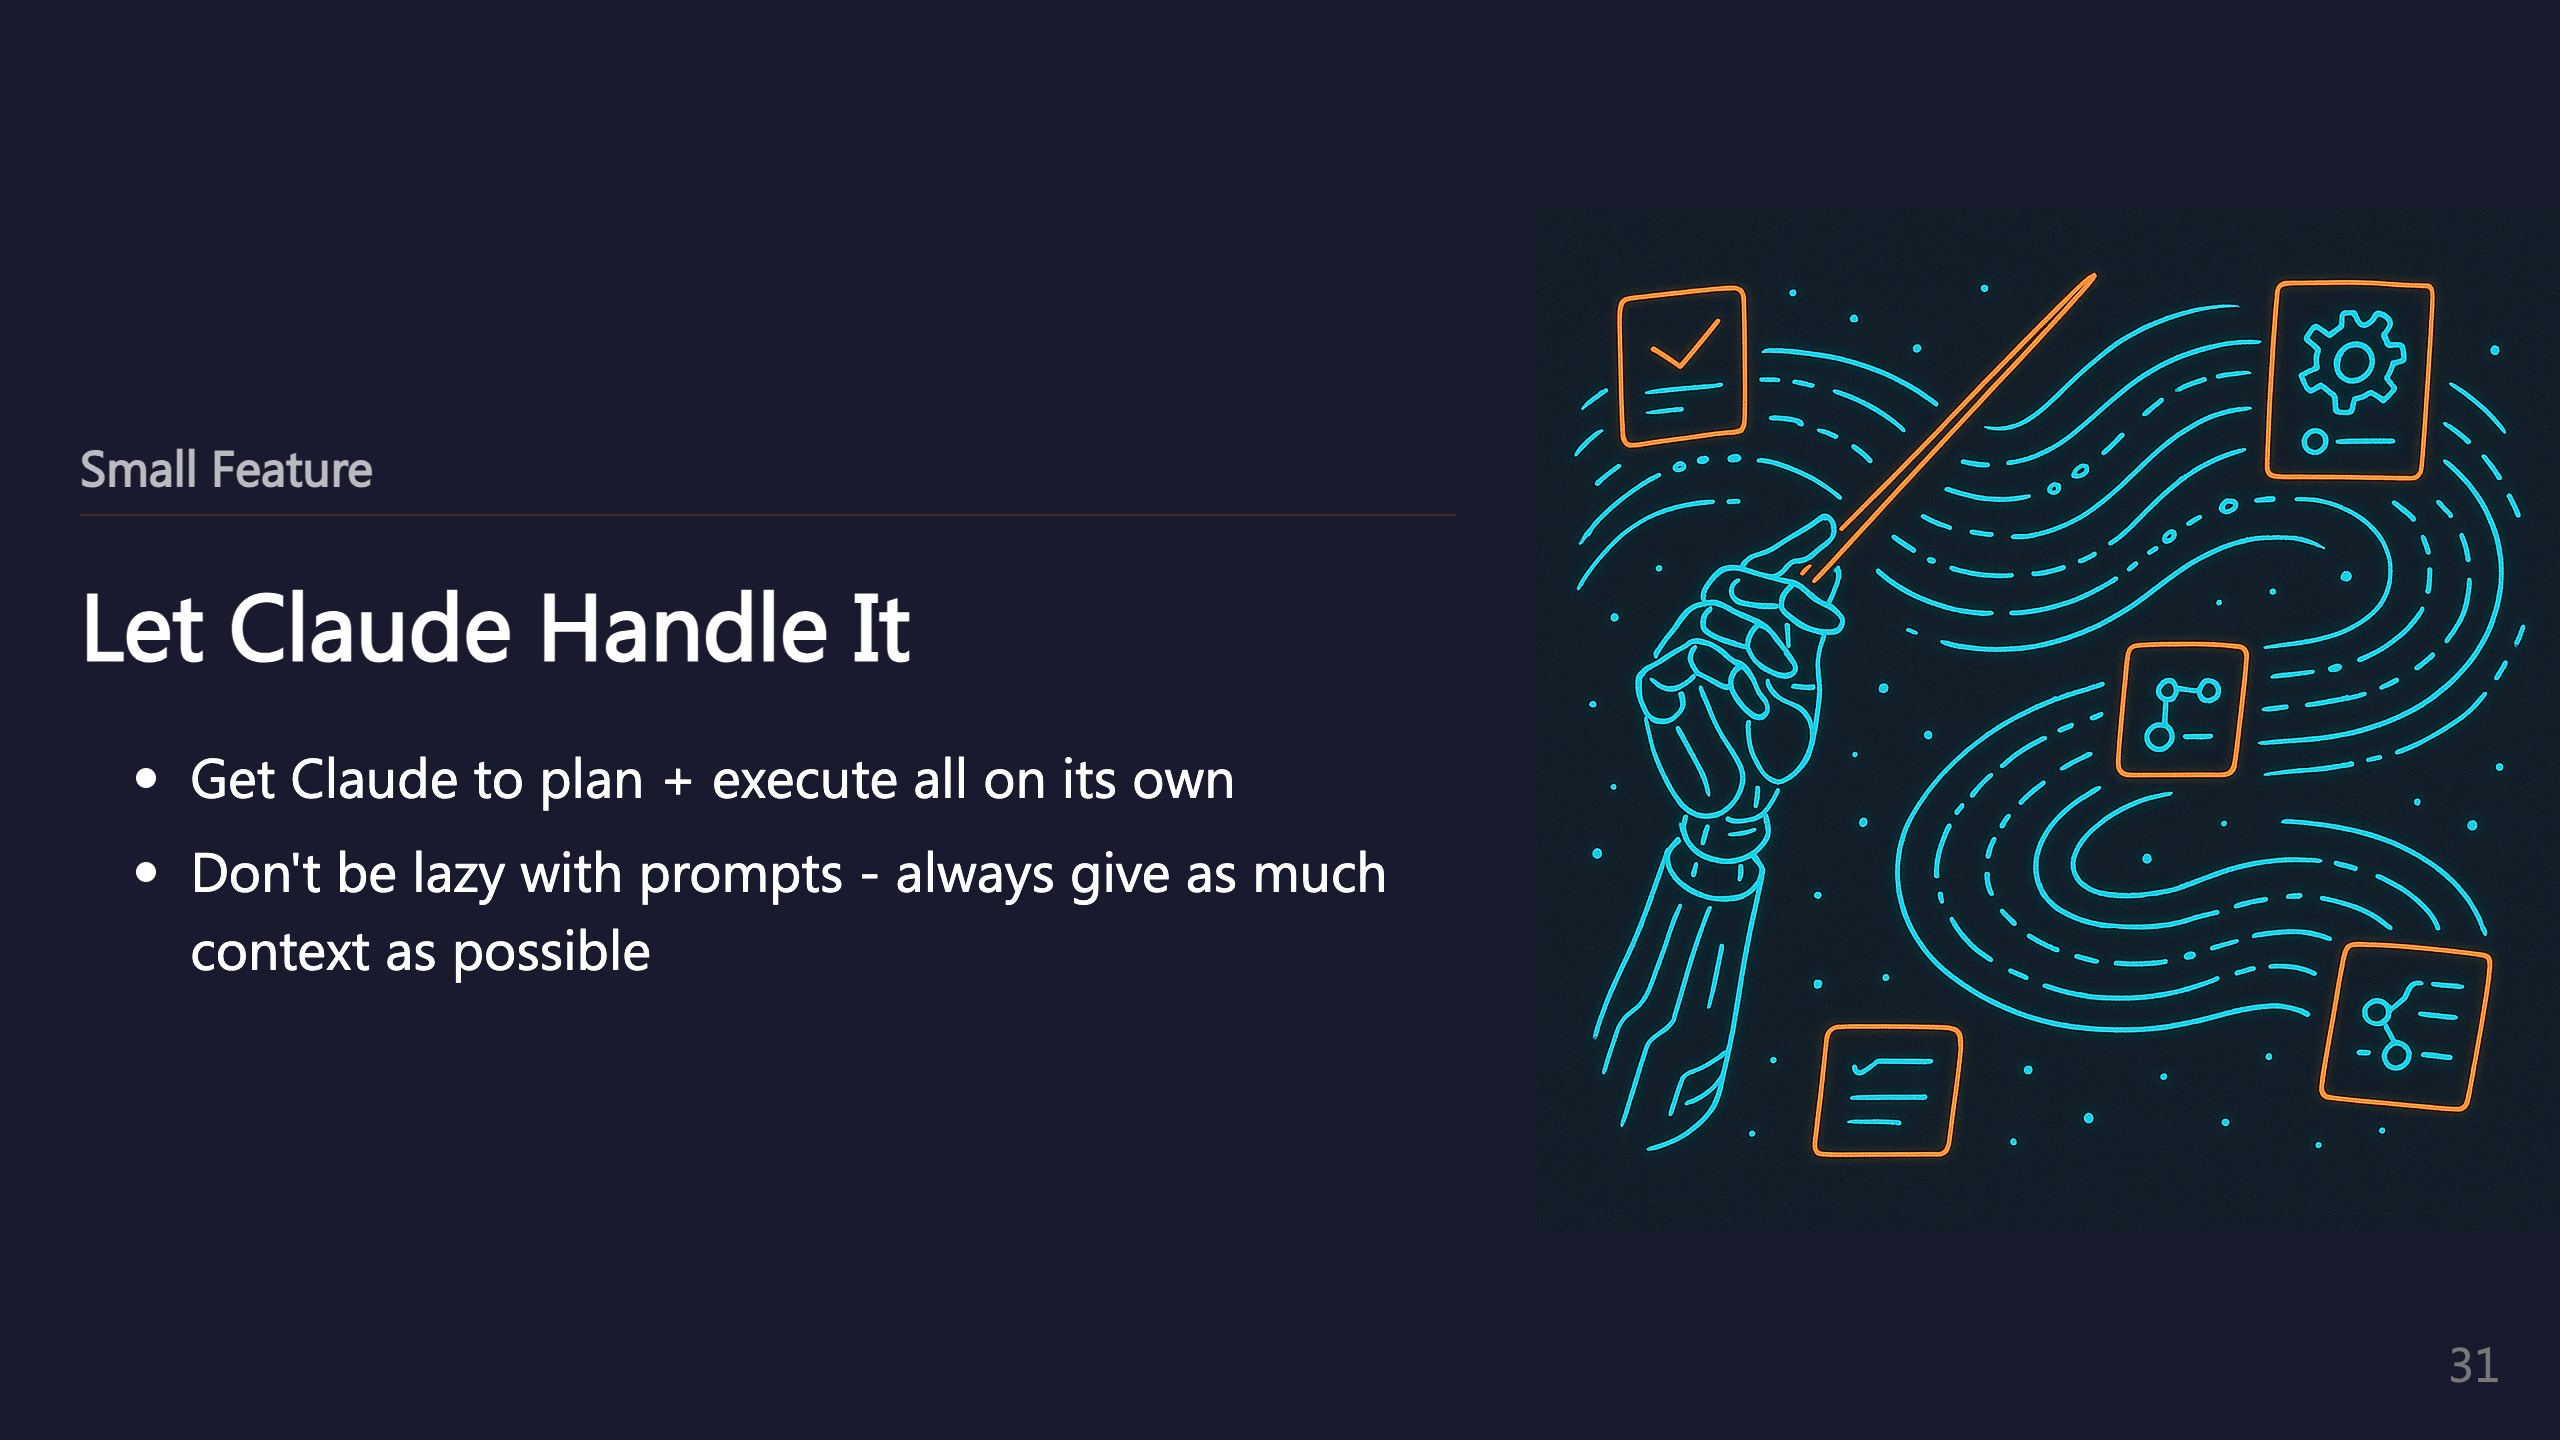 Small Feature
Let Claude Handle It
• Get Claude to plan + execute all on its own
• Don't be lazy with prompts - always give as much
context as possible
31